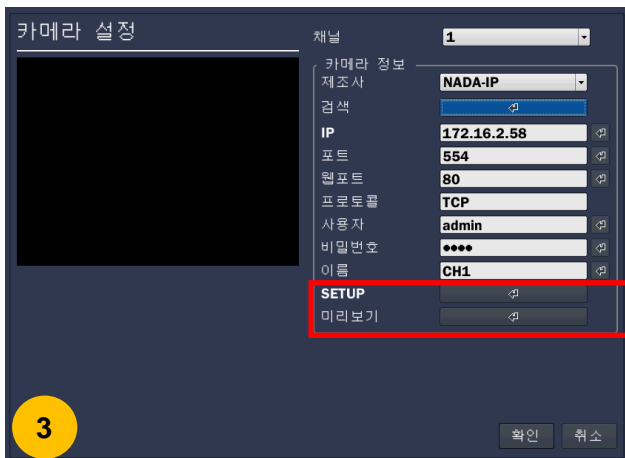 카메라 설정
채널 1
카메라 정보
제조사 NADA-IP
검색
IP 172.16.2.58
포트 554
웹포트 80
프로토콜 TCP
사용자 admin
비밀번호 ●●●●
이름 CH1
SETUP
미리보기
3
확인 취소